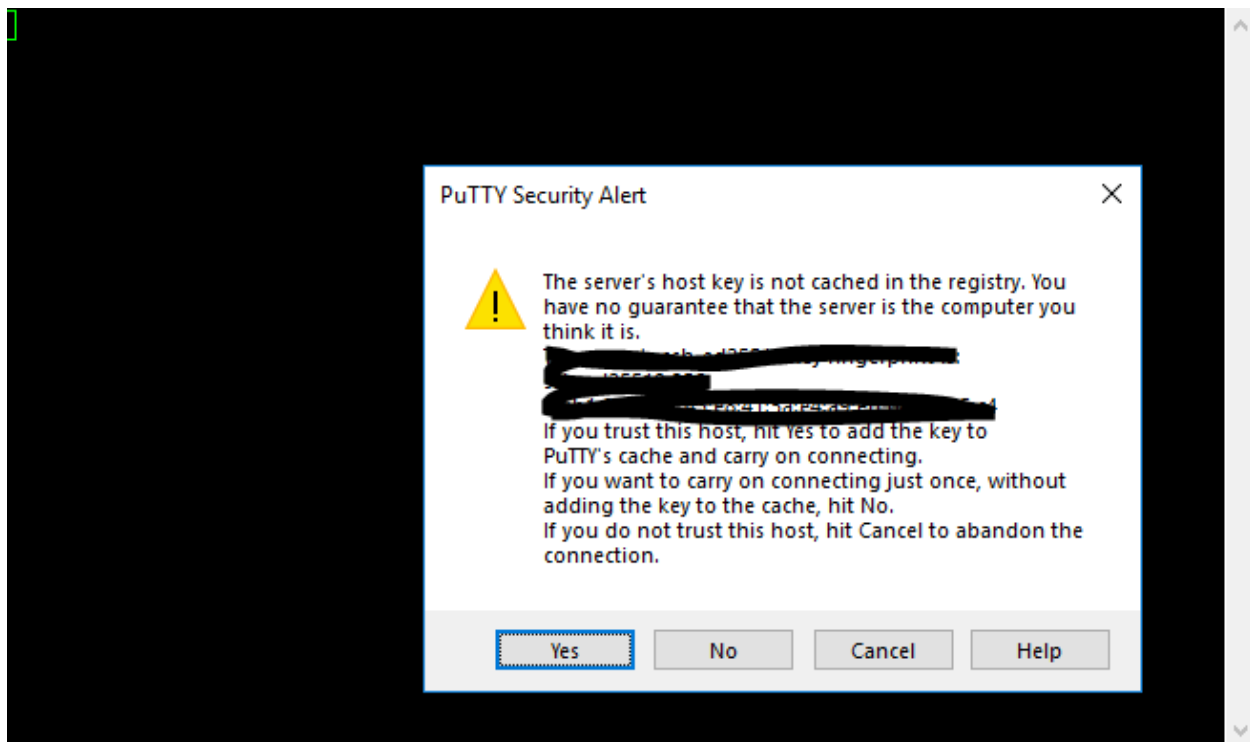 PuTTY Security Alert
The server's host key is not cached in the registry. You
have no guarantee that the server is the computer you
think it is.
If you trust this host, hit Yes to add the key to
PuTTY's cache and carry on connecting.
If you want to carry on connecting just once, without
adding the key to the cache, hit No.
If you do not trust this host, hit Cancel to abandon the
connection.
Yes No Cancel Help